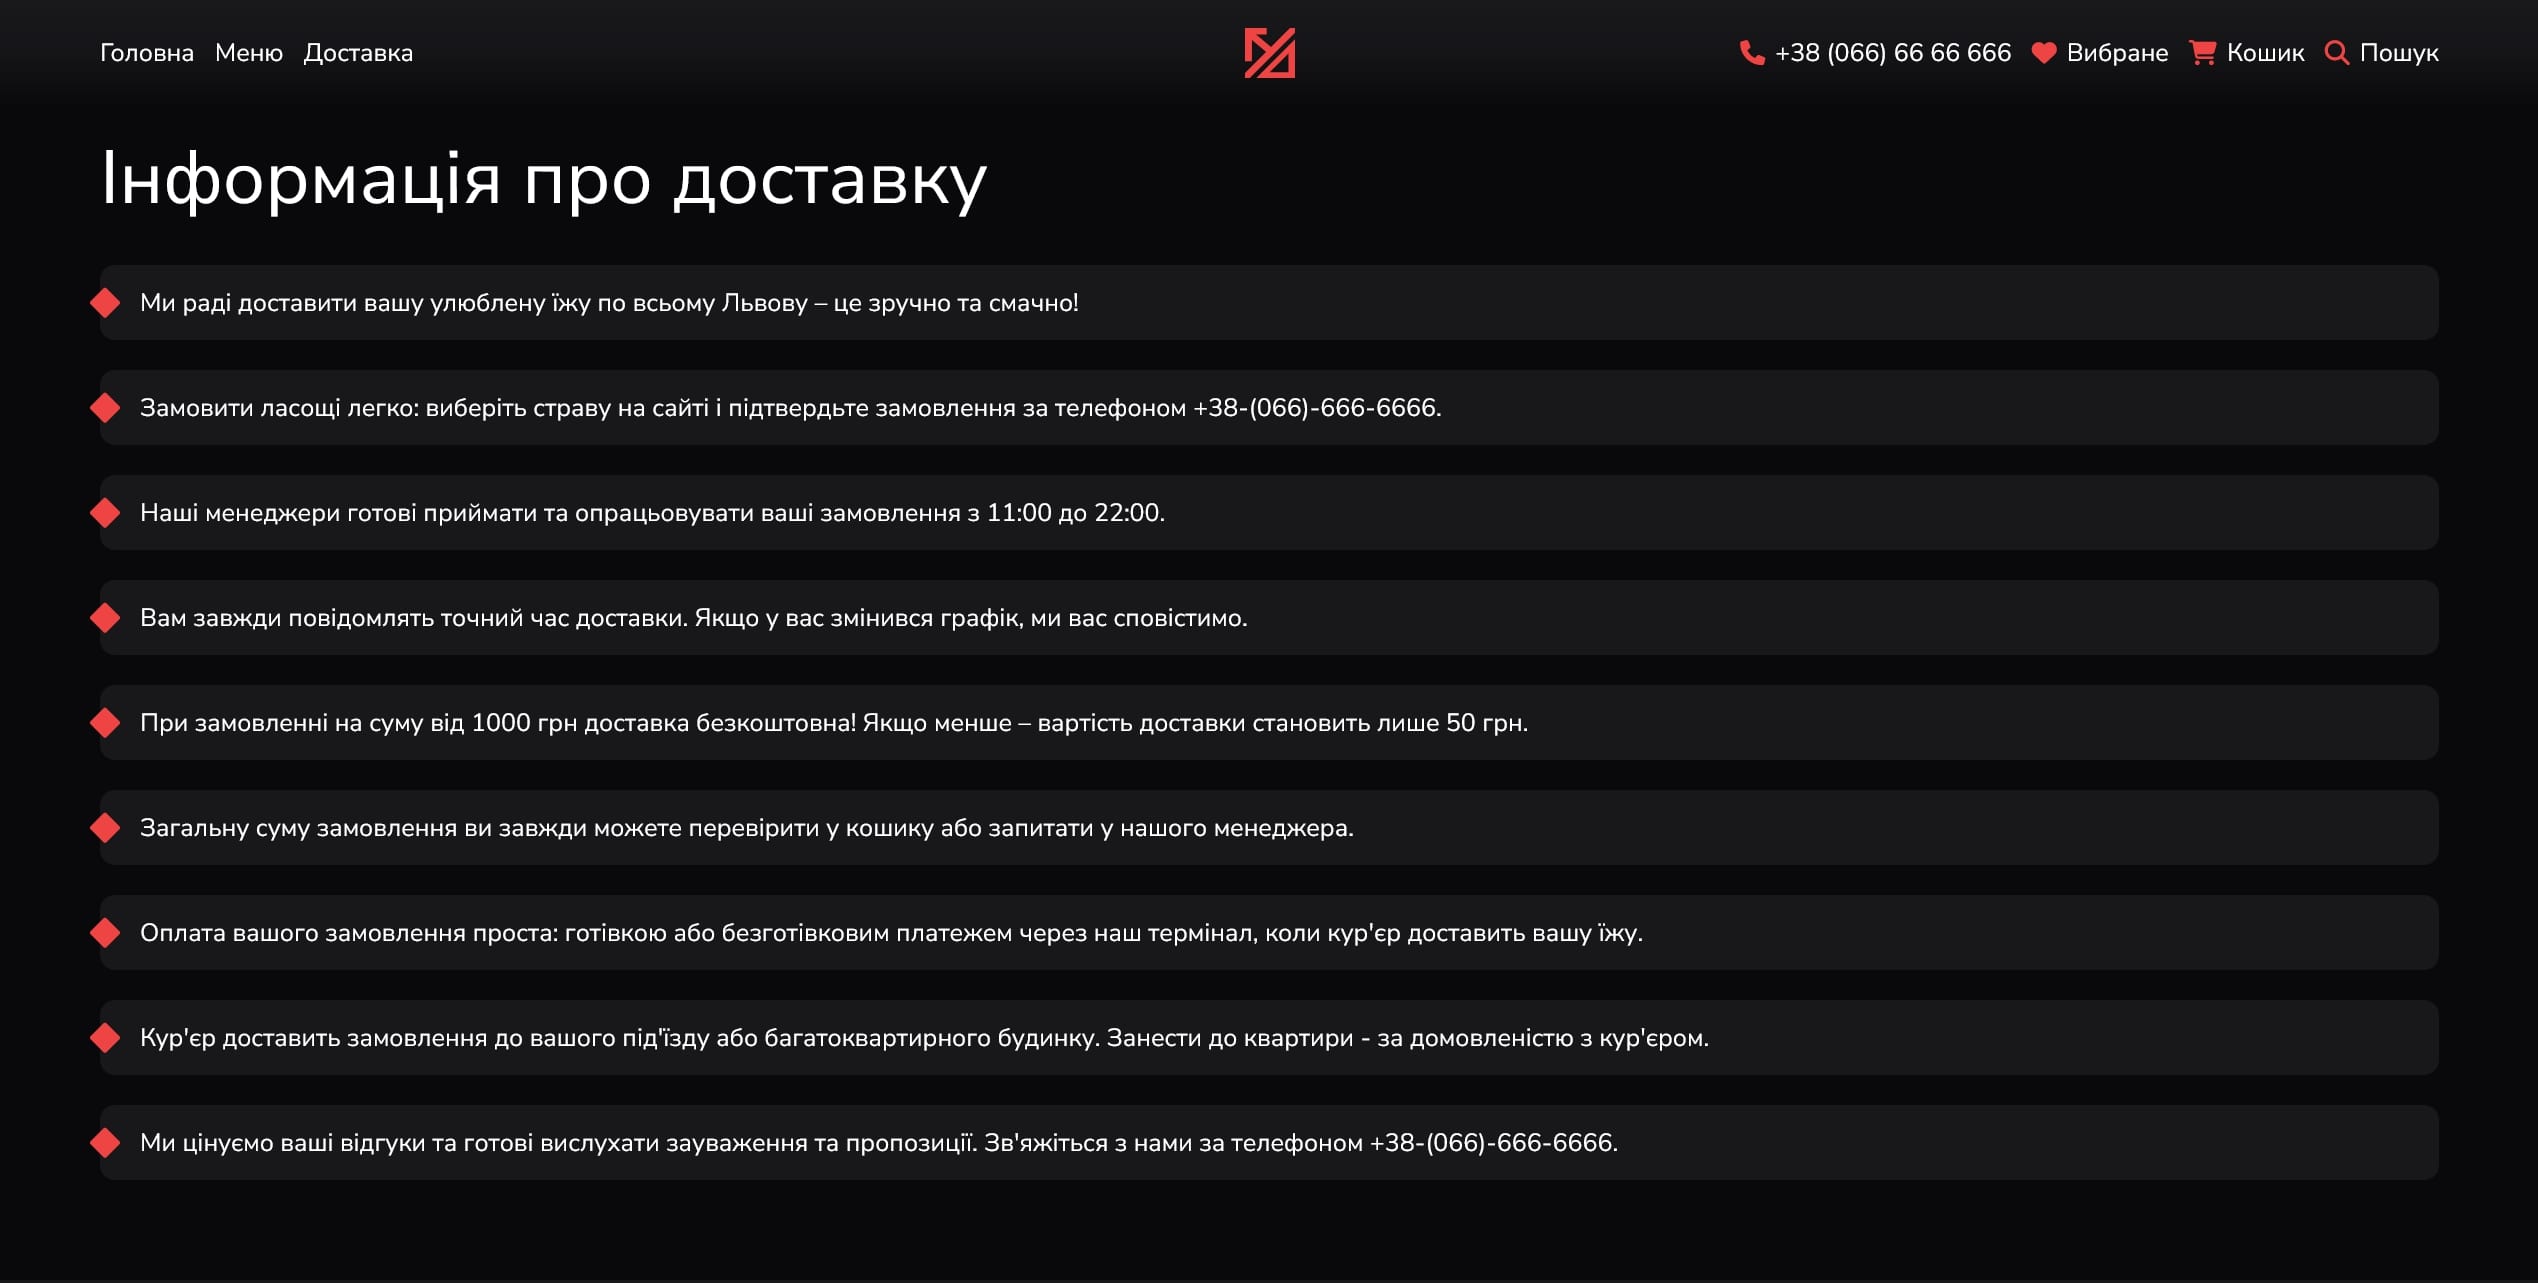 Головна Меню Доставка +38 (066) 66 66 666 Вибране Кошик Пошук
Інформація про доставку
Ми раді доставити вашу улюблену їжу по всьому Львову – це зручно та смачно!
Замовити ласощі легко: виберіть страву на сайті і підтвердьте замовлення за телефоном +38-(066)-666-6666.
Наші менеджери готові приймати та опрацьовувати ваші замовлення з 11:00 до 22:00.
Вам завжди повідомлять точний час доставки. Якщо у вас змінився графік, ми вас сповістимо.
При замовленні на суму від 1000 грн доставка безкоштовна! Якщо менше – вартість доставки становить лише 50 грн.
Загальну суму замовлення ви завжди можете перевірити у кошику або запитати у нашого менеджера.
Оплата вашого замовлення проста: готівкою або безготівковим платежем через наш термінал, коли кур'єр доставить вашу їжу.
Кур'єр доставить замовлення до вашого під'їзду або багатоквартирного будинку. Занести до квартири - за домовленістю з кур'єром.
Ми цінуємо ваші відгуки та готові вислухати зауваження та пропозиції. Зв'яжіться з нами за телефоном +38-(066)-666-6666.